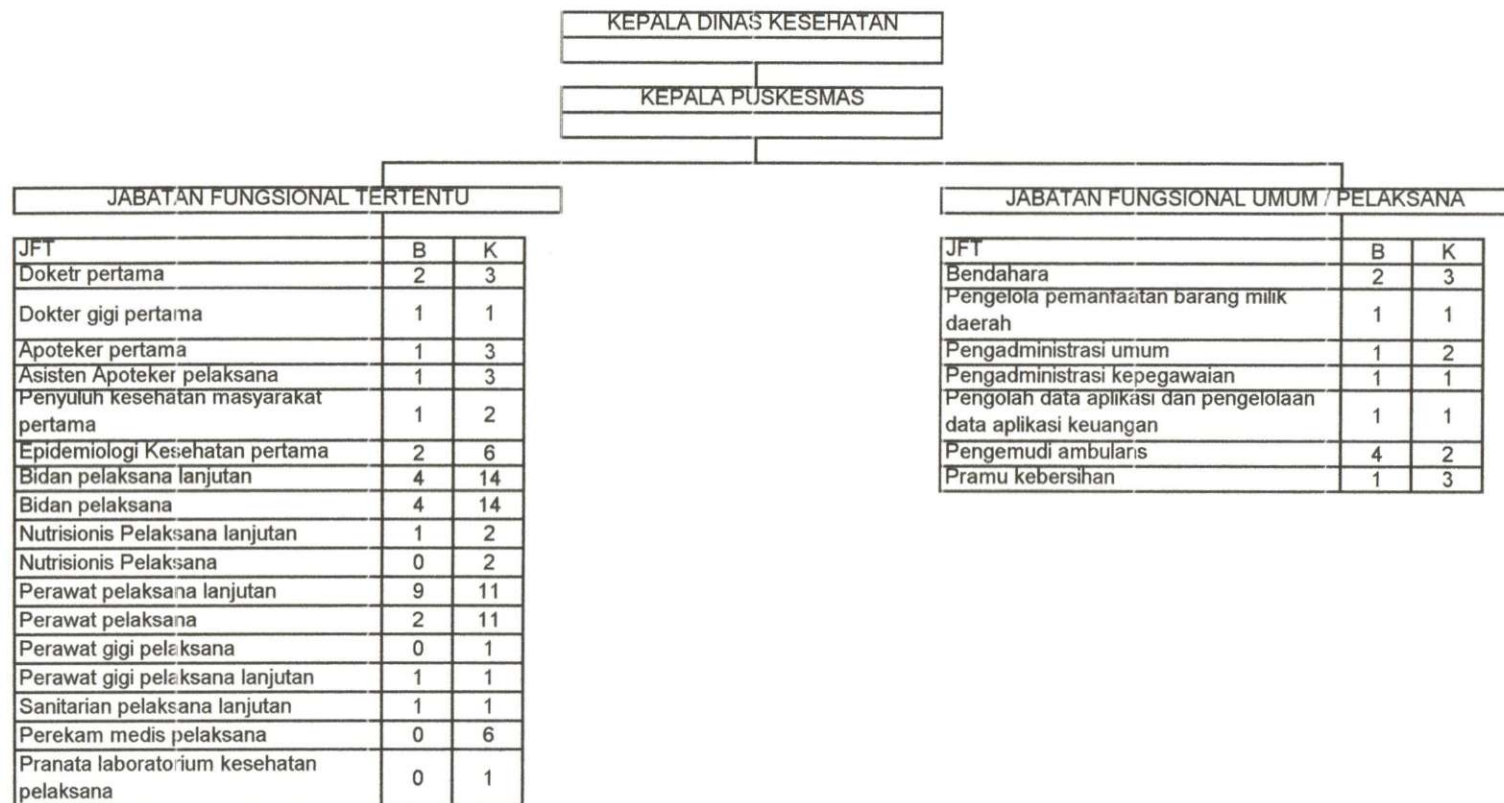 KEPALA DINAS KESEHATAN
KEPALA PUSKESMAS
JABATAN FUNGSIONAL TERTENTU
JFT B K
Doketr pertama 2 3
Dokter gigi pertama 1 1
Apoteker pertama 1 3
Asisten Apoteker pelaksana 1 3
Penyuluh kesehatan masyarakat
pertama 1 2
Epidemiologi Kesehatan pertama 2 6
Bidan pelaksana lanjutan 4 14
Bidan pelaksana 4 14
Nutrisionis Pelaksana lanjutan 1 2
Nutrisionis Pelaksana 0 2
Perawat pelaksana lanjutan 9 11
Perawat pelaksana 2 11
Perawat gigi pelaksana 0 1
Perawat gigi pelaksana lanjutan 1 1
Sanitarian pelaksana lanjutan 1 1
Perekam medis pelaksana 0 6
Pranata laboratorium kesehatan
pelaksana 0 1
JABATAN FUNGSIONAL UMUM / PELAKSANA
JFT B K
Bendahara 2 3
Pengelola pemanfaatan barang milik
daerah 1 1
Pengadministrasi umum 1 2
Pengadministrasi kepegawaian 1 1
Pengolah data aplikasi dan pengelolaan
data aplikasi keuangan 1 1
Pengemudi ambulans 4 2
Pramu kebersihan 1 3